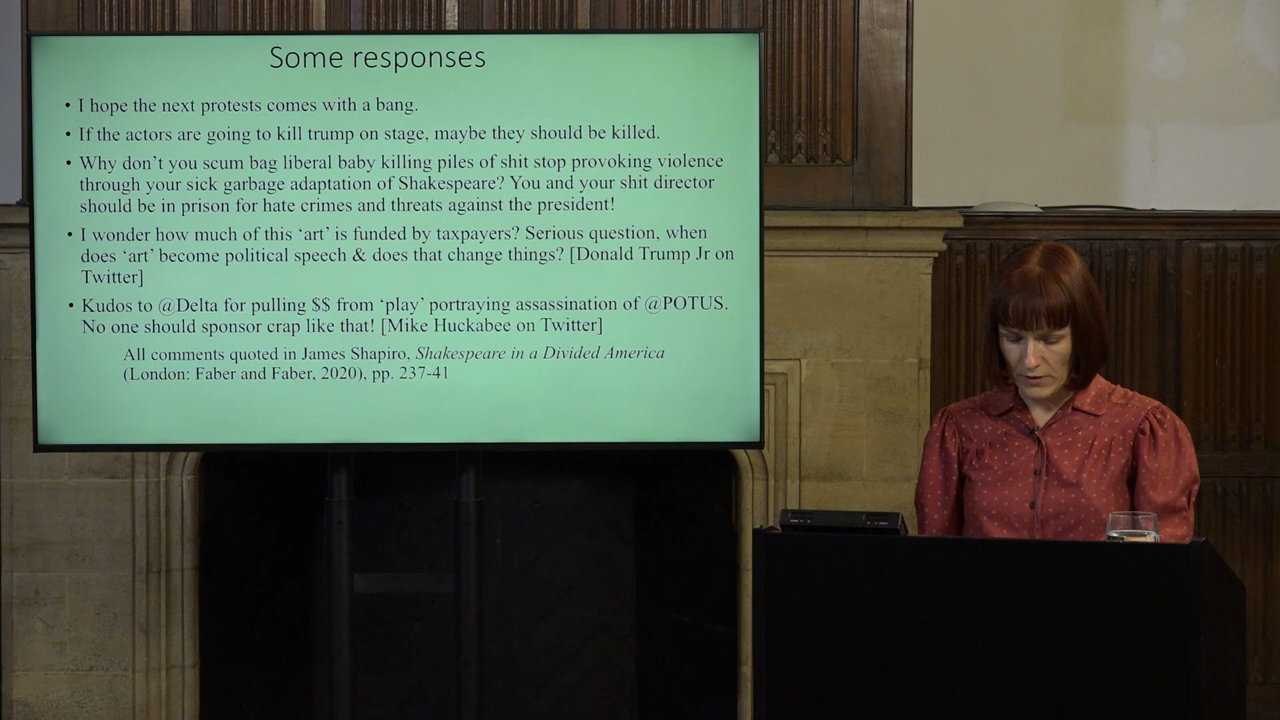 Some responses
• I hope the next protests comes with a bang.
• If the actors are going to kill trump on stage, maybe they should be killed.
• Why don't you scum bag liberal baby killing piles of shit stop provoking violence
through your sick garbage adaptation of Shakespeare? You and your shit director
should be in prison for hate crimes and threats against the president!
• I wonder how much of this 'art' is funded by taxpayers? Serious question, when
does 'art' become political speech & does that change things? [Donald Trump Jr on
Twitter]
• Kudos to @Delta for pulling $$ from 'play' portraying assassination of @POTUS.
No one should sponsor crap like that! [Mike Huckabee on Twitter]
All comments quoted in James Shapiro, Shakespeare in a Divided America
(London: Faber and Faber, 2020), pp. 237-41